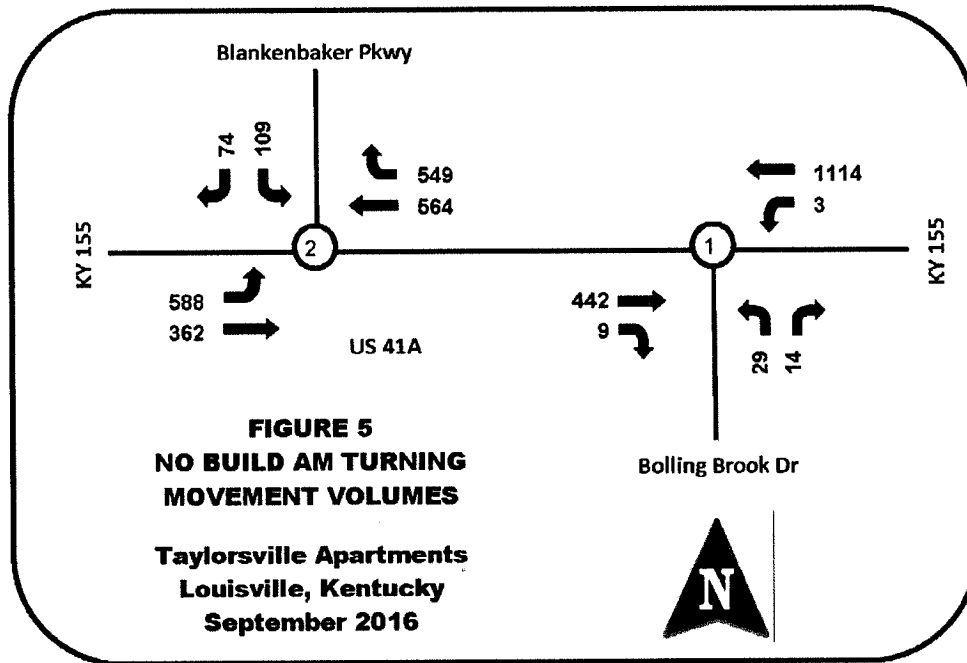 Blankenbaker Pkwy
74
109
549
564
1114
3
KY 155
2
1
KY 155
588
362
442
9
29
14
US 41A
Bolling Brook Dr
FIGURE 5
NO BUILD AM TURNING
MOVEMENT VOLUMES
Taylorsville Apartments
Louisville, Kentucky
September 2016
N